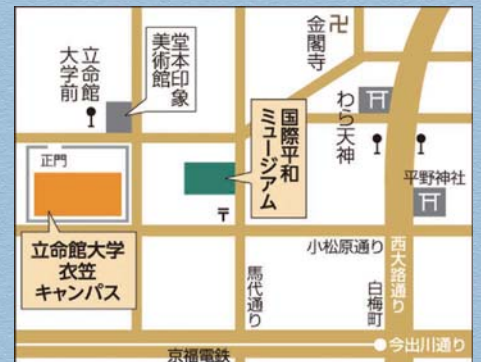 金閣寺
卍
堂本印象
美術館
立命館
大学前
わら天神
国際平和
ミュージアム
正門
平野神社
〒
立命館大学
衣笠
キャンパス
小松原通り
西大路通り
馬代通り
白梅町
今出川通り
京福電鉄